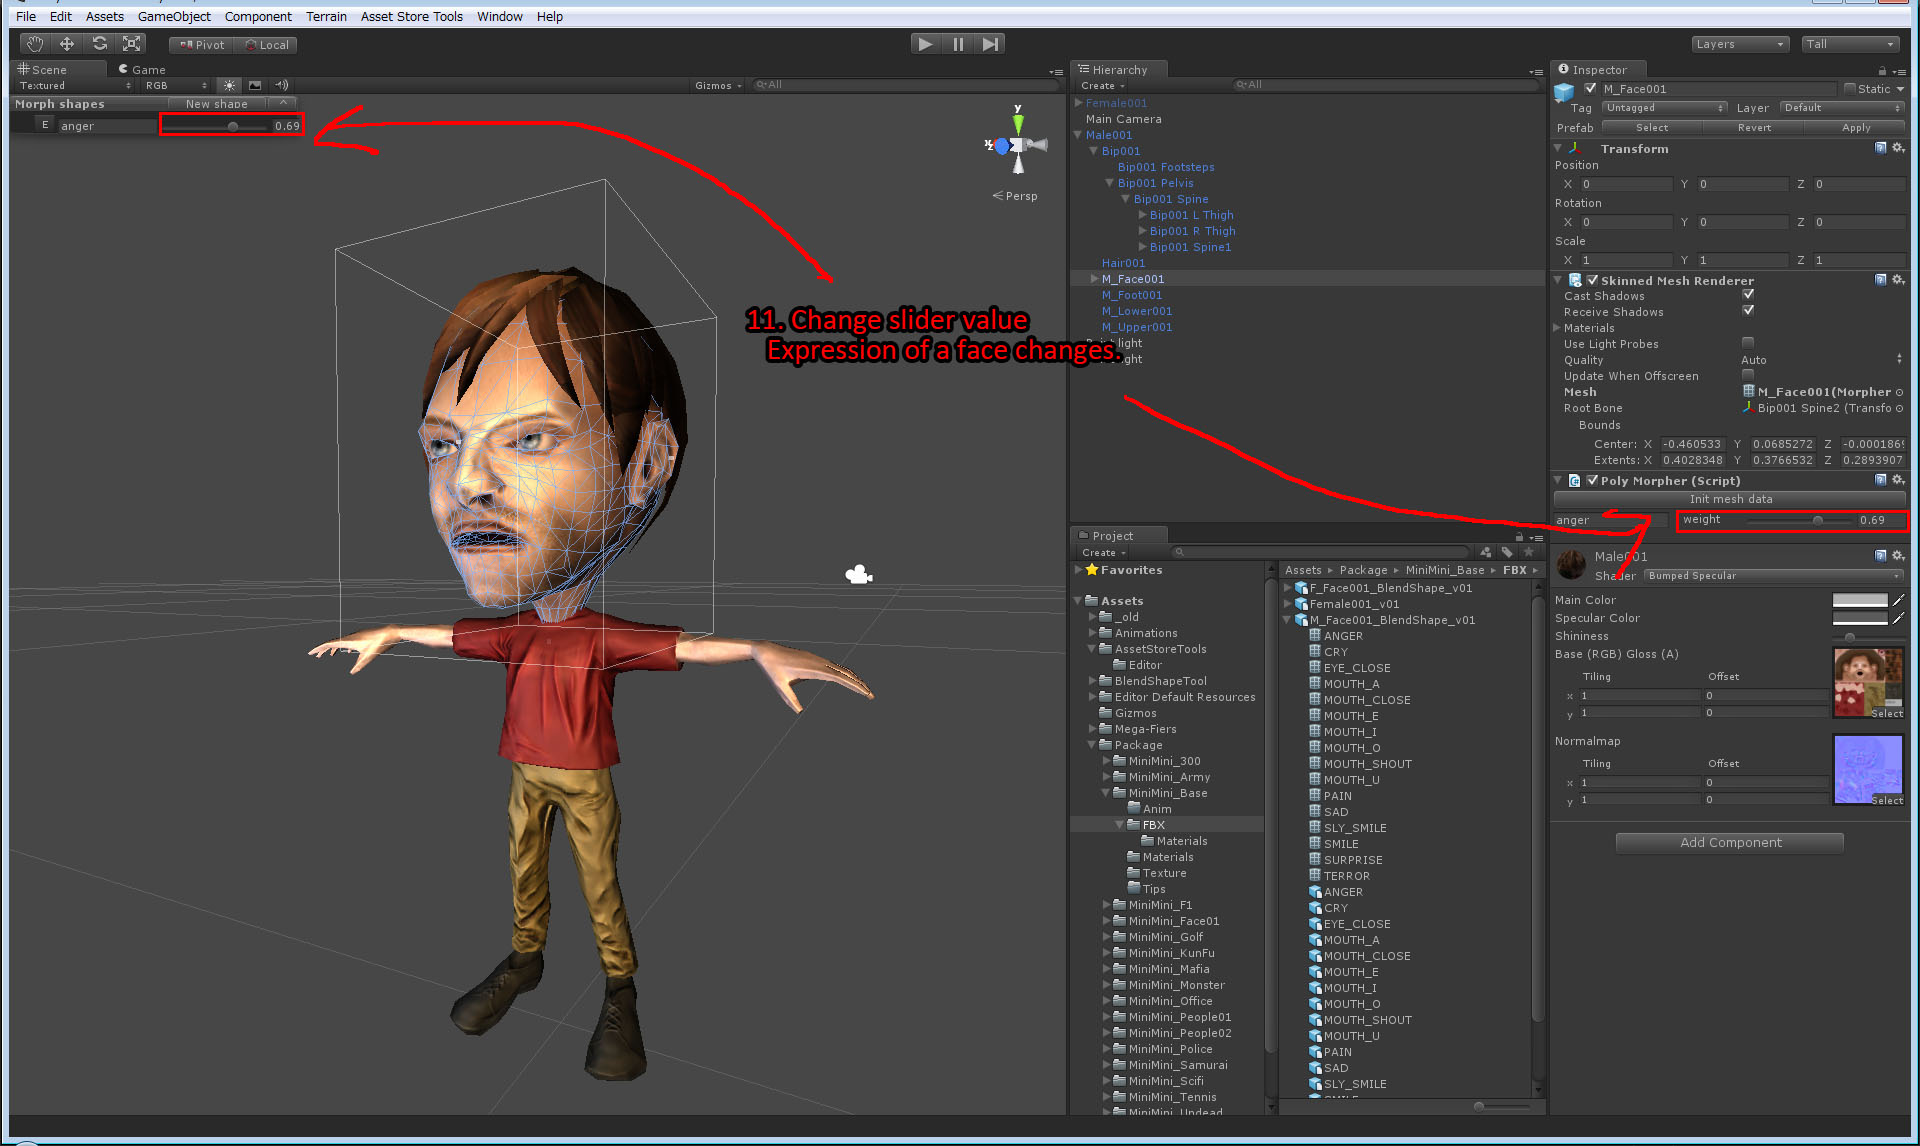 File Edit Assets GameObject Component Terrain Asset Store Tools Window Help
Pivot Local
Layers Tall
Scene Game
Textured RGB Gizmos All
Morph shapes New shape
E anger 0.69
y
Persp
11. Change slider value
Expression of a face changes.
Hierarchy
Create All
Female001
Main Camera
Male001
Bip001
Bip001 Footsteps
Bip001 Pelvis
Bip001 Spine
Bip001 L Thigh
Bip001 R Thigh
Bip001 Spine1
Hair001
M_Face001
M_Foot001
M_Lower001
M_Upper001
Project
Create
Favorites
Assets
_old
Animations
AssetStoreTools
Editor
BlendShapeTool
Editor Default Resources
Gizmos
Mega-Fiers
Package
MiniMini_300
MiniMini_Army
MiniMini_Base
Anim
FBX
Materials
Materials
Texture
Tips
MiniMini_F1
MiniMini_Face01
MiniMini_Golf
MiniMini_KunFu
MiniMini_Mafia
MiniMini_Monster
MiniMini_Office
MiniMini_People01
MiniMini_People02
MiniMini_Police
MiniMini_Samurai
MiniMini_Scifi
MiniMini_Tennis
MiniMini_Undead
Assets Package MiniMini_Base FBX
F_Face001_BlendShape_v01
Female001_v01
M_Face001_BlendShape_v01
ANGER
CRY
EYE_CLOSE
MOUTH_A
MOUTH_CLOSE
MOUTH_E
MOUTH_I
MOUTH_O
MOUTH_SHOUT
MOUTH_U
PAIN
SAD
SLY_SMILE
SMILE
SURPRISE
TERROR
ANGER
CRY
EYE_CLOSE
MOUTH_A
MOUTH_CLOSE
MOUTH_E
MOUTH_I
MOUTH_O
MOUTH_SHOUT
MOUTH_U
PAIN
SAD
SLY_SMILE
Inspector
M_Face001 Static
Tag Untagged Layer Default
Prefab Select Revert Apply
Transform
Position
X 0 Y 0 Z 0
Rotation
X 0 Y 0 Z 0
Scale
X 1 Y 1 Z 1
Skinned Mesh Renderer
Cast Shadows
Receive Shadows
Materials
Use Light Probes
Quality Auto
Update When Offscreen
Mesh M_Face001(Morpher
Root Bone Bip001 Spine2 (Transfo
Bounds
Center: X -0.460533 Y 0.0685272 Z -0.000186
Extents: X 0.4028348 Y 0.3766532 Z 0.2893907
Poly Morpher (Script)
Init mesh data
anger weight 0.69
Male001
Shader Bumped Specular
Main Color
Specular Color
Shininess
Base (RGB) Gloss (A)
Tiling Offset
x 1 0
y 1 0
Select
Normalmap
Tiling Offset
x 1 0
y 1 0
Select
Add Component